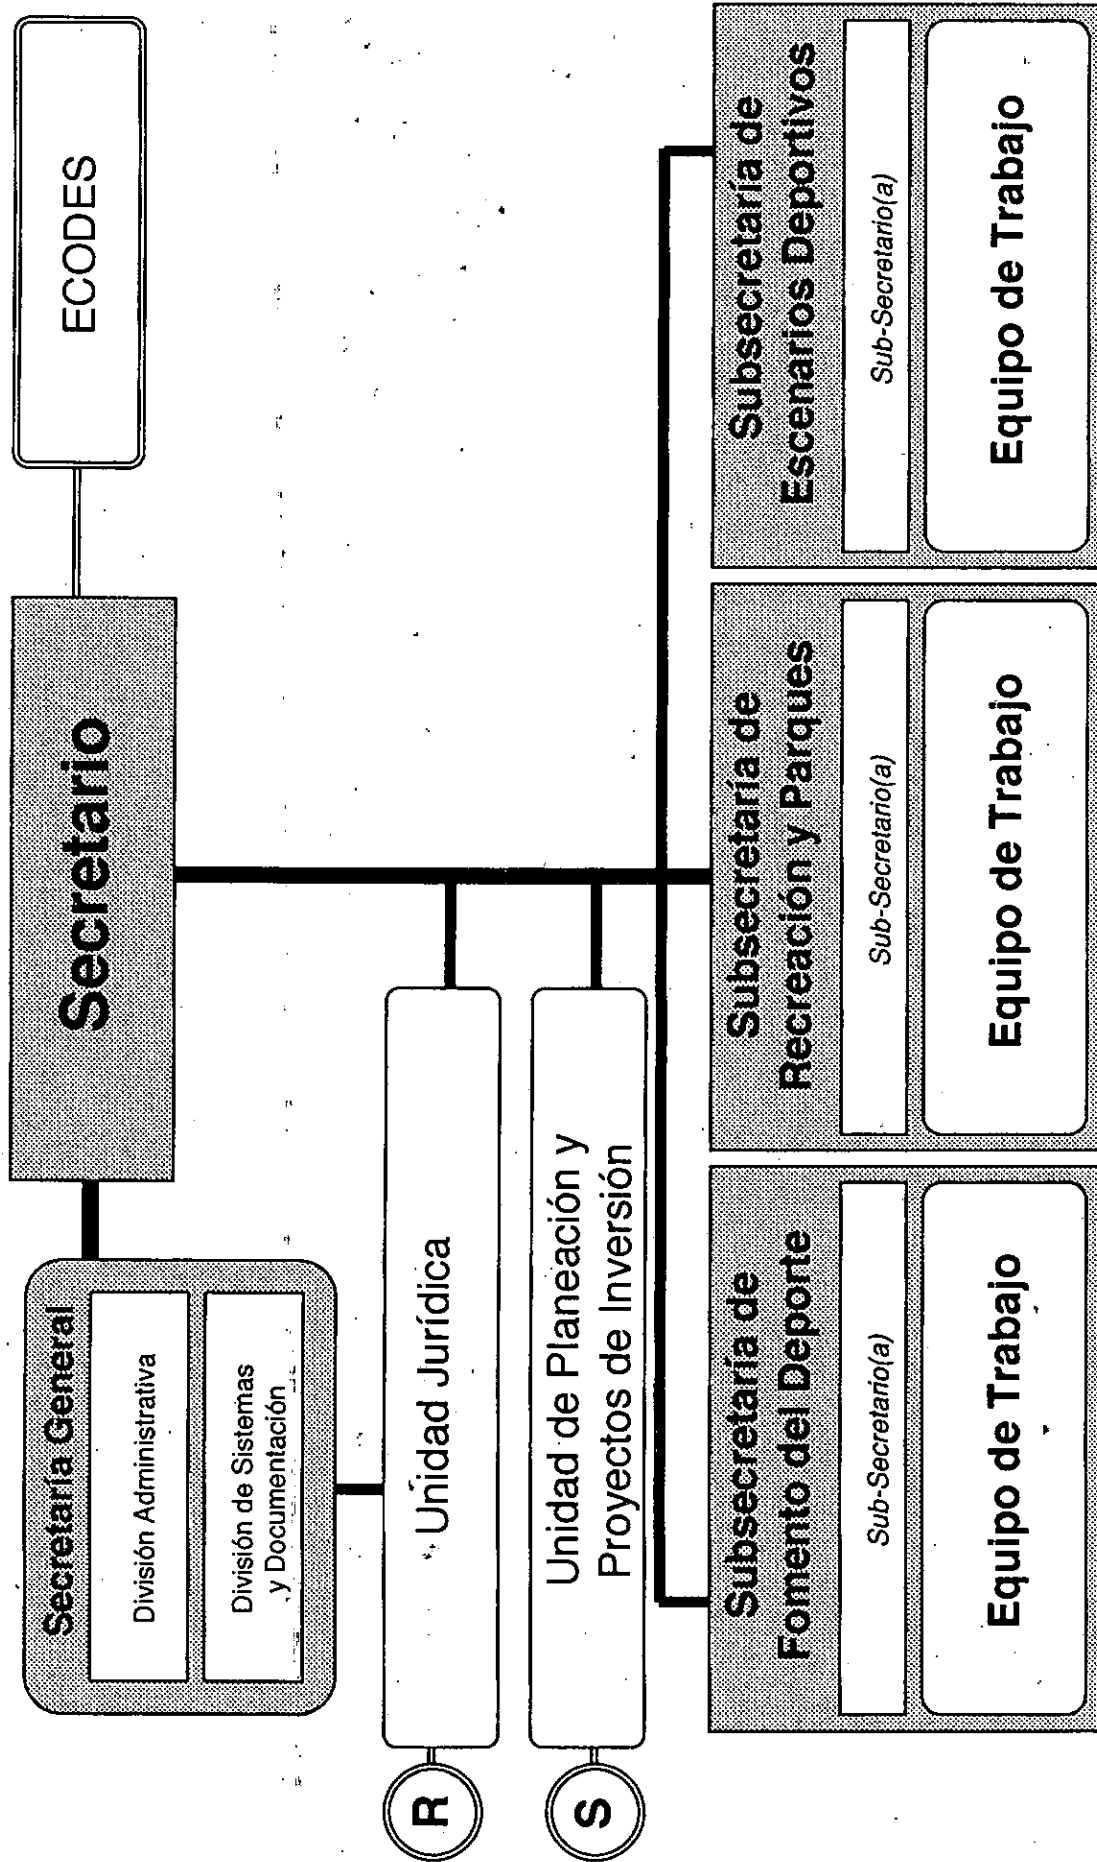 Secretario
ECODES
Secretaría General
División Administrativa
División de Sistemas
y Documentación
Unidad Jurídica
R
Unidad de Planeación y
Proyectos de Inversión
S
Subsecretaría de
Fomento del Deporte
Sub-Secretario(a)
Equipo de Trabajo
Subsecretaría de
Recreación y Parques
Sub-Secretario(a)
Equipo de Trabajo
Subsecretaría de
Escenarios Deportivos
Sub-Secretario(a)
Equipo de Trabajo